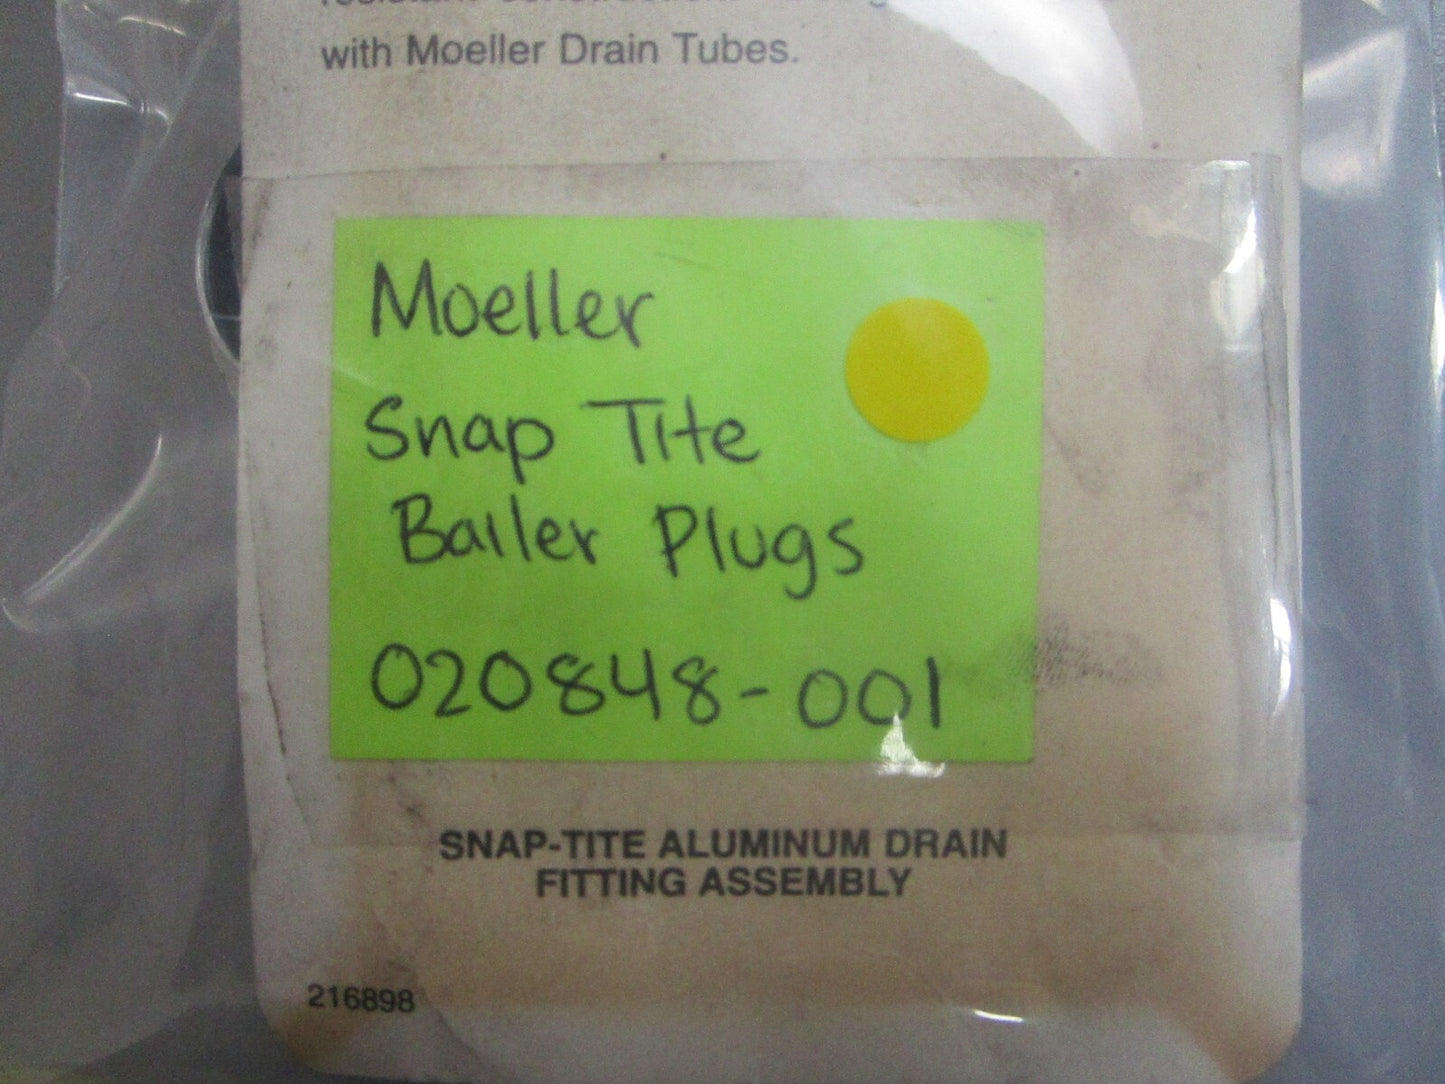 with Moeller Drain Tubes.
Moeller
Snap Tite
Bailer Plugs
020848-001
SNAP-TITE ALUMINUM DRAIN
FITTING ASSEMBLY
216898